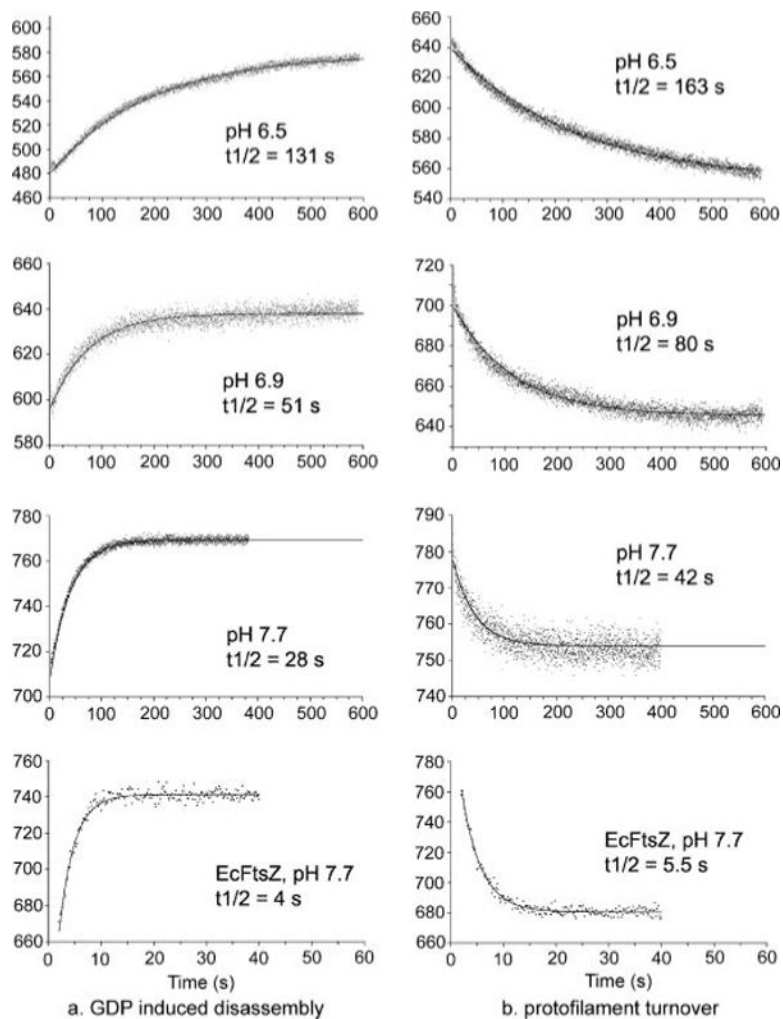 600
580
560
540
520
500
480
460
pH 6.5
t1/2 = 131 s
0 100 200 300 400 500 600
660
640
620
600
580
560
540
pH 6.5
t1/2 = 163 s
0 100 200 300 400 500 600
640
620
600
580
pH 6.9
t1/2 = 51 s
0 100 200 300 400 500 600
720
700
680
660
640
pH 6.9
t1/2 = 80 s
0 100 200 300 400 500 600
780
760
740
720
700
pH 7.7
t1/2 = 28 s
0 100 200 300 400 500 600
790
780
770
760
750
740
pH 7.7
t1/2 = 42 s
0 100 200 300 400 500 600
760
740
720
700
680
660
EcFtsZ, pH 7.7
t1/2 = 4 s
0 10 20 30 40 50 60
Time (s)
a. GDP induced disassembly
780
760
740
720
700
680
660
EcFtsZ, pH 7.7
t1/2 = 5.5 s
0 10 20 30 40 50 60
Time (s)
b. protofilament turnover